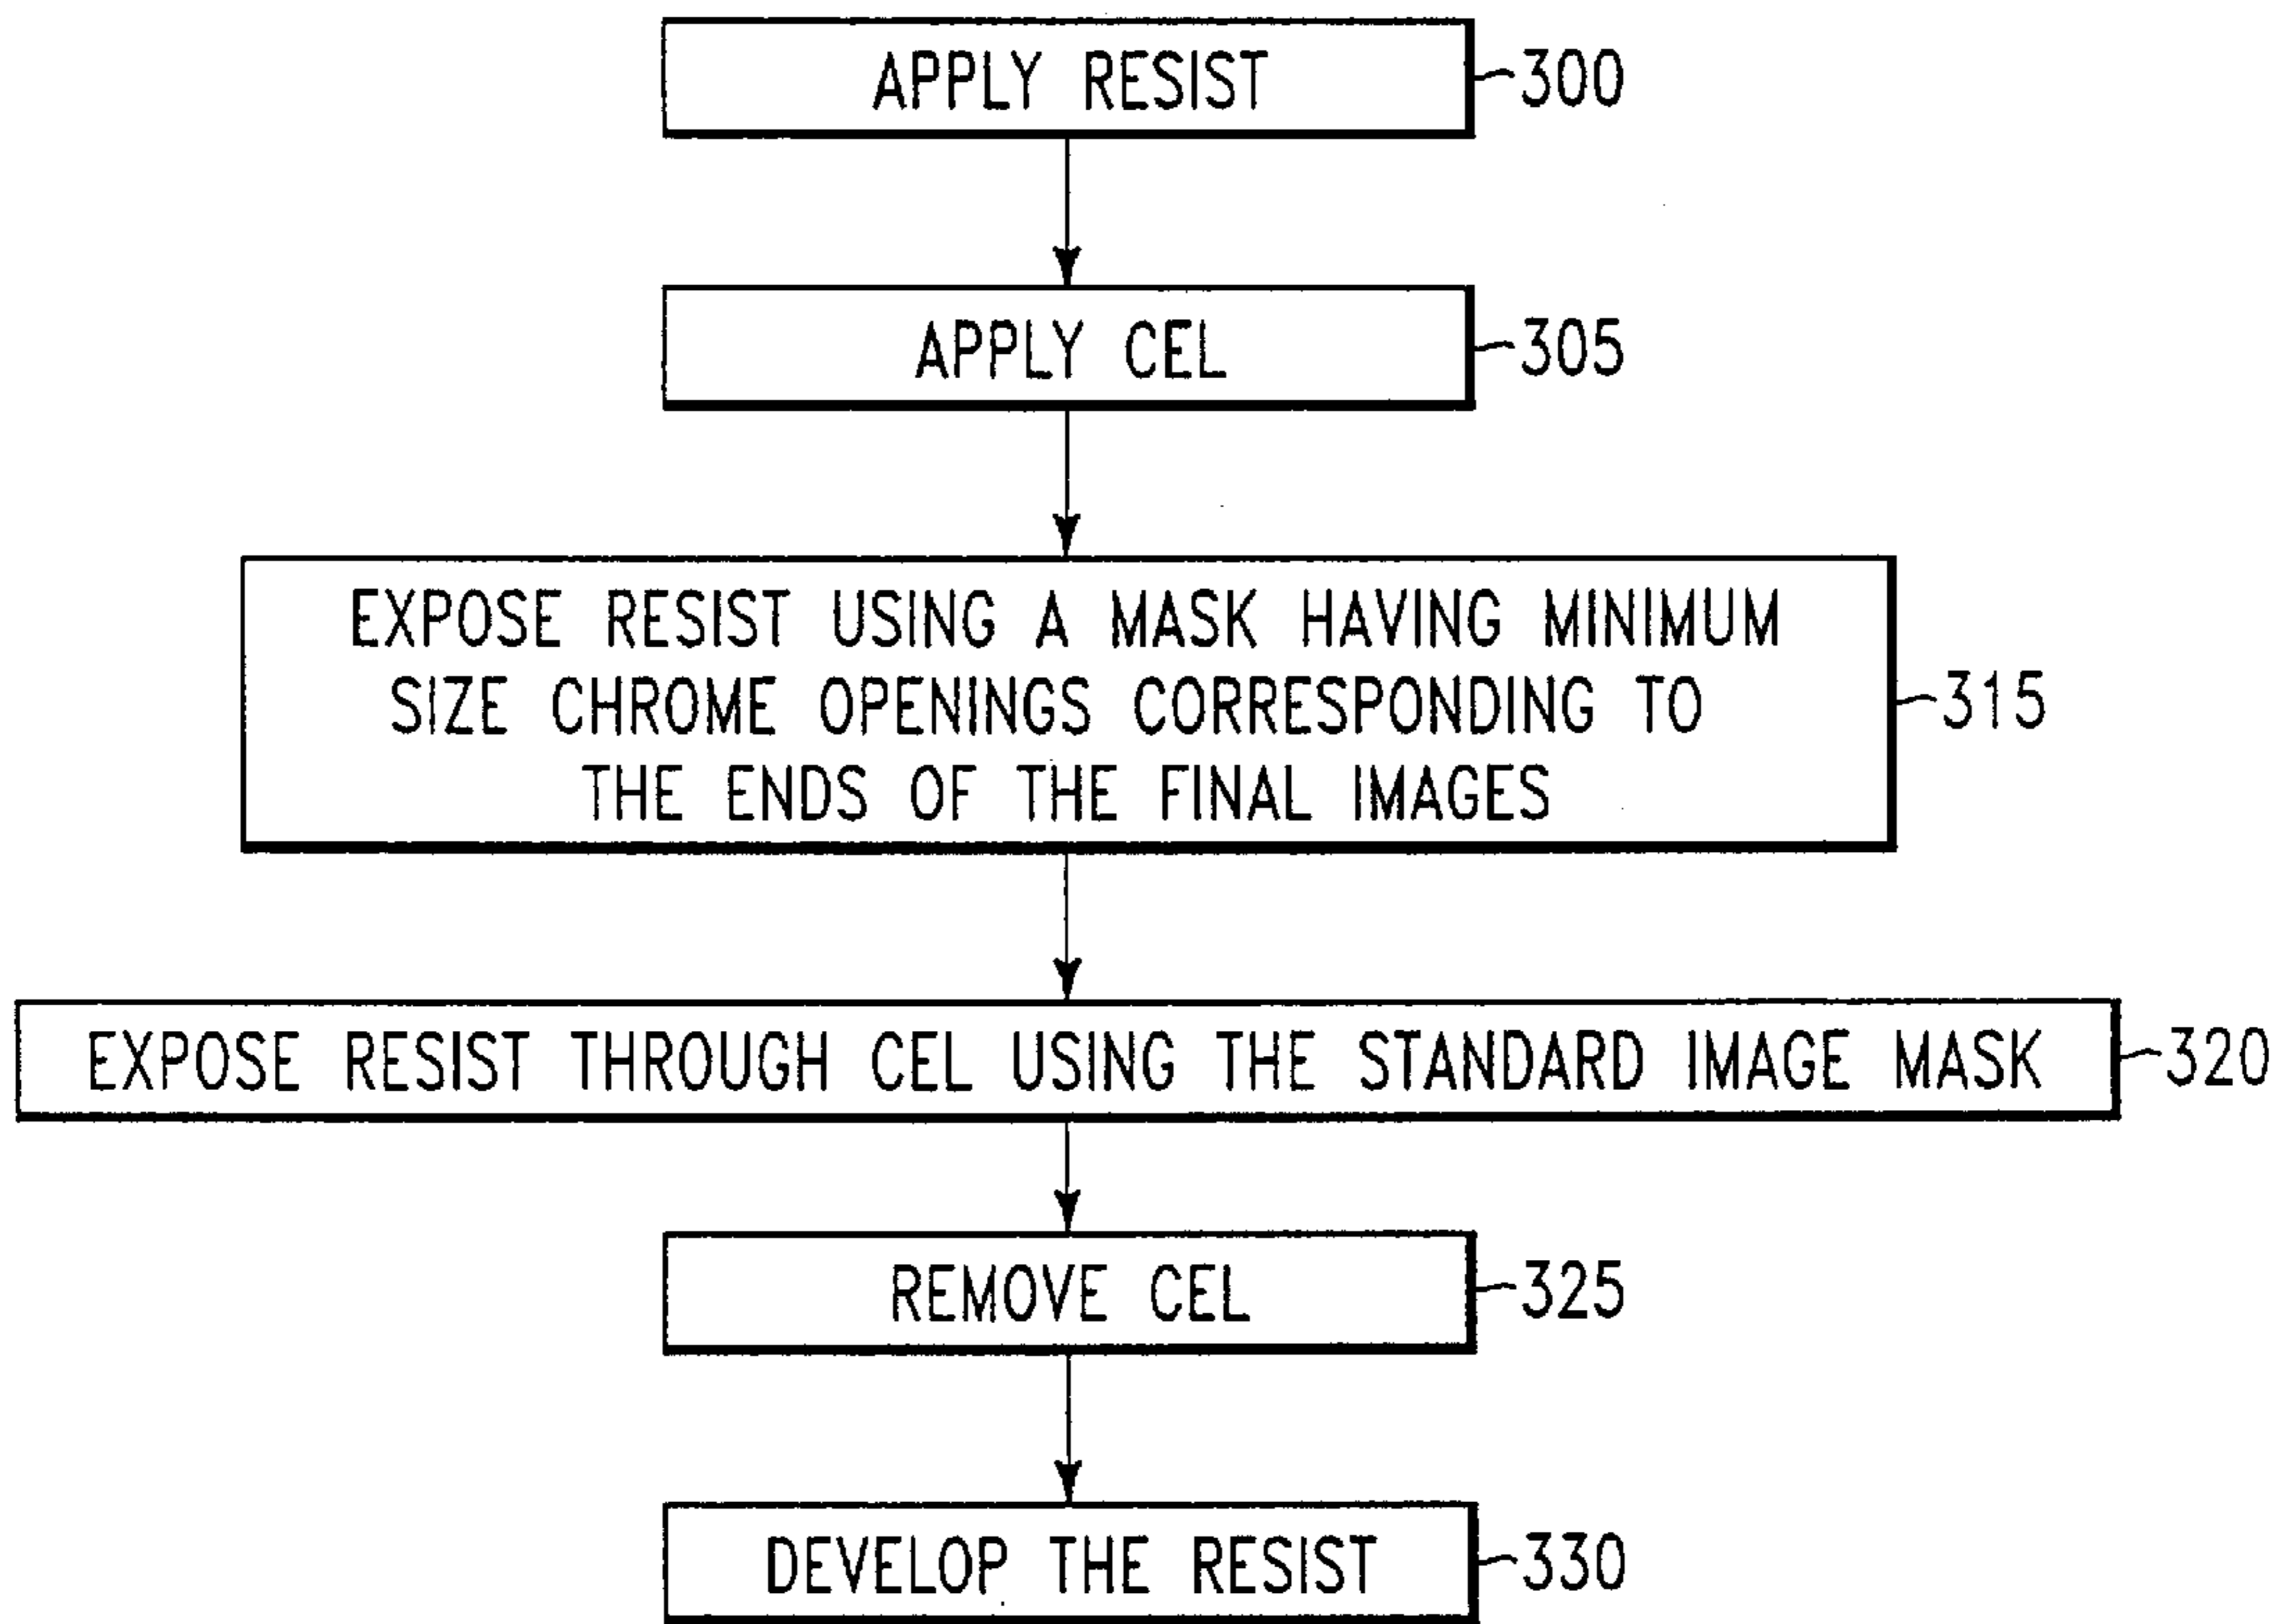 APPLY RESIST
300
APPLY CEL
305
EXPOSE RESIST USING A MASK HAVING MINIMUM
SIZE CHROME OPENINGS CORRESPONDING TO
THE ENDS OF THE FINAL IMAGES
315
EXPOSE RESIST THROUGH CEL USING THE STANDARD IMAGE MASK
320
REMOVE CEL
325
DEVELOP THE RESIST
330